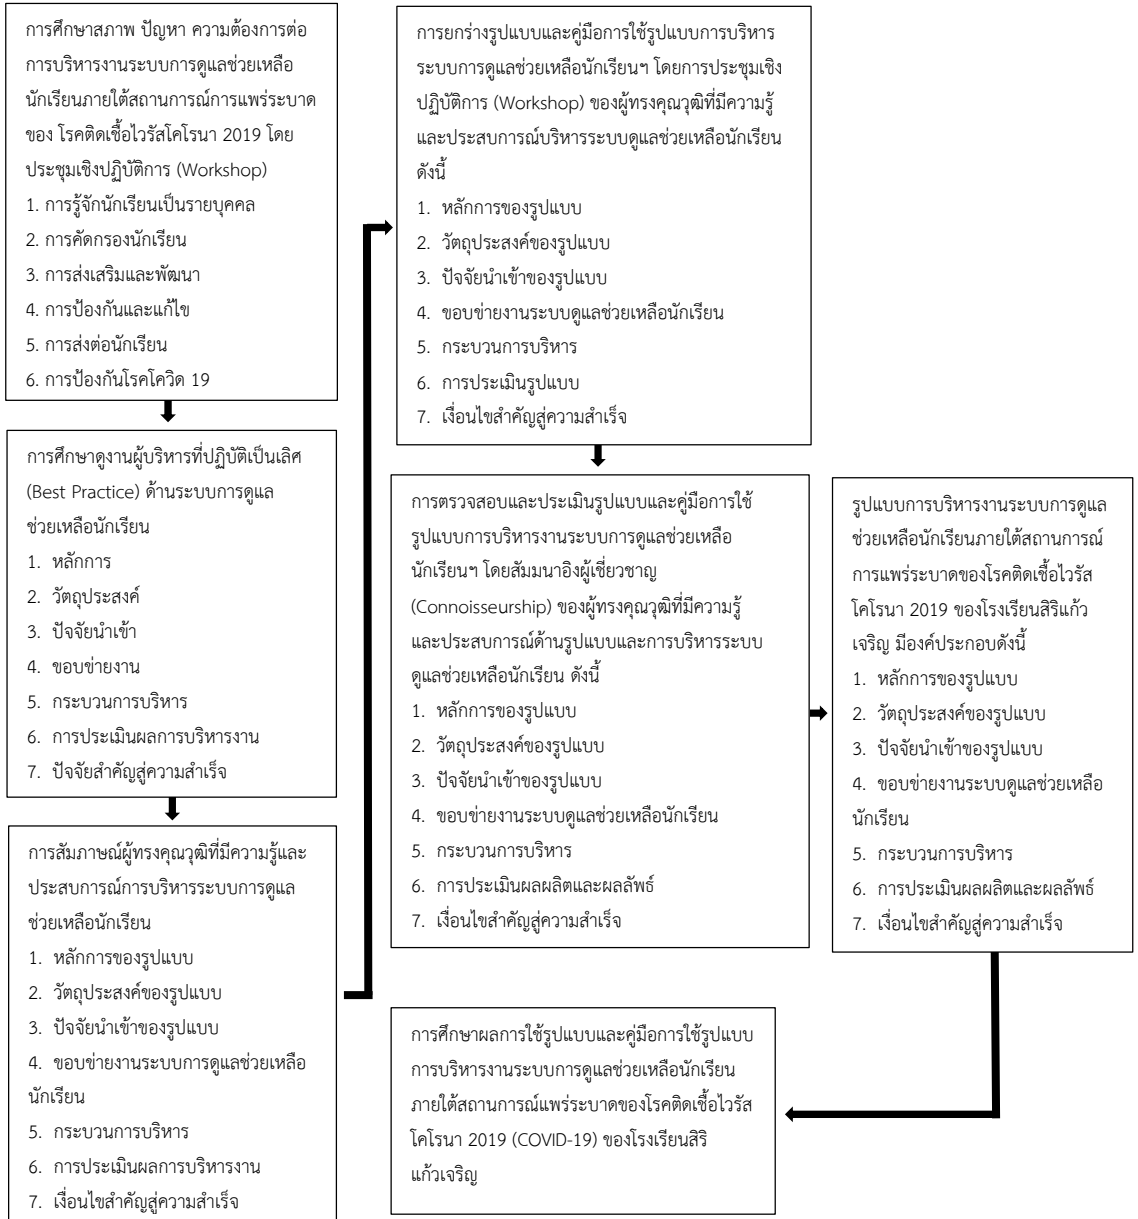 การศึกษาสภาพ ปัญหา ความต้องการต่อ
การบริหารงานระบบการดูแลช่วยเหลือ
นักเรียนภายใต้สถานการณ์การแพร่ระบาด
ของ โรคติดเชื้อไวรัสโคโรนา 2019 โดย
ประชุมเชิงปฏิบัติการ (Workshop)
1. การรู้จักนักเรียนเป็นรายบุคคล
2. การคัดกรองนักเรียน
3. การส่งเสริมและพัฒนา
4. การป้องกันและแก้ไข
5. การส่งต่อนักเรียน
6. การป้องกันโรคโควิด 19
การศึกษาดูงานผู้บริหารที่ปฏิบัติเป็นเลิศ
(Best Practice) ด้านระบบการดูแล
ช่วยเหลือนักเรียน
1. หลักการ
2. วัตถุประสงค์
3. ปัจจัยนำเข้า
4. ขอบข่ายงาน
5. กระบวนการบริหาร
6. การประเมินผลการบริหารงาน
7. ปัจจัยสำคัญสู่ความสำเร็จ
การสัมภาษณ์ผู้ทรงคุณวุฒิที่มีความรู้และ
ประสบการณ์การบริหารระบบการดูแล
ช่วยเหลือนักเรียน
1. หลักการของรูปแบบ
2. วัตถุประสงค์ของรูปแบบ
3. ปัจจัยนำเข้าของรูปแบบ
4. ขอบข่ายงานระบบการดูแลช่วยเหลือ
นักเรียน
5. กระบวนการบริหาร
6. การประเมินผลการบริหารงาน
7. เงื่อนไขสำคัญสู่ความสำเร็จ
การยกร่างรูปแบบและคู่มือการใช้รูปแบบการบริหาร
ระบบการดูแลช่วยเหลือนักเรียนฯ โดยการประชุมเชิง
ปฏิบัติการ (Workshop) ของผู้ทรงคุณวุฒิที่มีความรู้
และประสบการณ์บริหารระบบดูแลช่วยเหลือนักเรียน
ดังนี้
1. หลักการของรูปแบบ
2. วัตถุประสงค์ของรูปแบบ
3. ปัจจัยนำเข้าของรูปแบบ
4. ขอบข่ายงานระบบดูแลช่วยเหลือนักเรียน
5. กระบวนการบริหาร
6. การประเมินรูปแบบ
7. เงื่อนไขสำคัญสู่ความสำเร็จ
การตรวจสอบและประเมินรูปแบบและคู่มือการใช้
รูปแบบการบริหารงานระบบการดูแลช่วยเหลือ
นักเรียนฯ โดยสัมมนาอิงผู้เชี่ยวชาญ
(Connoisseurship) ของผู้ทรงคุณวุฒิที่มีความรู้
และประสบการณ์ด้านรูปแบบและการบริหารระบบ
ดูแลช่วยเหลือนักเรียน ดังนี้
1. หลักการของรูปแบบ
2. วัตถุประสงค์ของรูปแบบ
3. ปัจจัยนำเข้าของรูปแบบ
4. ขอบข่ายงานระบบดูแลช่วยเหลือนักเรียน
5. กระบวนการบริหาร
6. การประเมินผลผลิตและผลลัพธ์
7. เงื่อนไขสำคัญสู่ความสำเร็จ
รูปแบบการบริหารงานระบบการดูแล
ช่วยเหลือนักเรียนภายใต้สถานการณ์
การแพร่ระบาดของโรคติดเชื้อไวรัส
โคโรนา 2019 ของโรงเรียนสิริแก้ว
เจริญ มีองค์ประกอบดังนี้
1. หลักการของรูปแบบ
2. วัตถุประสงค์ของรูปแบบ
3. ปัจจัยนำเข้าของรูปแบบ
4. ขอบข่ายงานระบบดูแลช่วยเหลือ
นักเรียน
5. กระบวนการบริหาร
6. การประเมินผลผลิตและผลลัพธ์
7. เงื่อนไขสำคัญสู่ความสำเร็จ
การศึกษาผลการใช้รูปแบบและคู่มือการใช้รูปแบบ
การบริหารงานระบบการดูแลช่วยเหลือนักเรียน
ภายใต้สถานการณ์แพร่ระบาดของโรคติดเชื้อไวรัส
โคโรนา 2019 (COVID-19) ของโรงเรียนสิริ
แก้วเจริญ